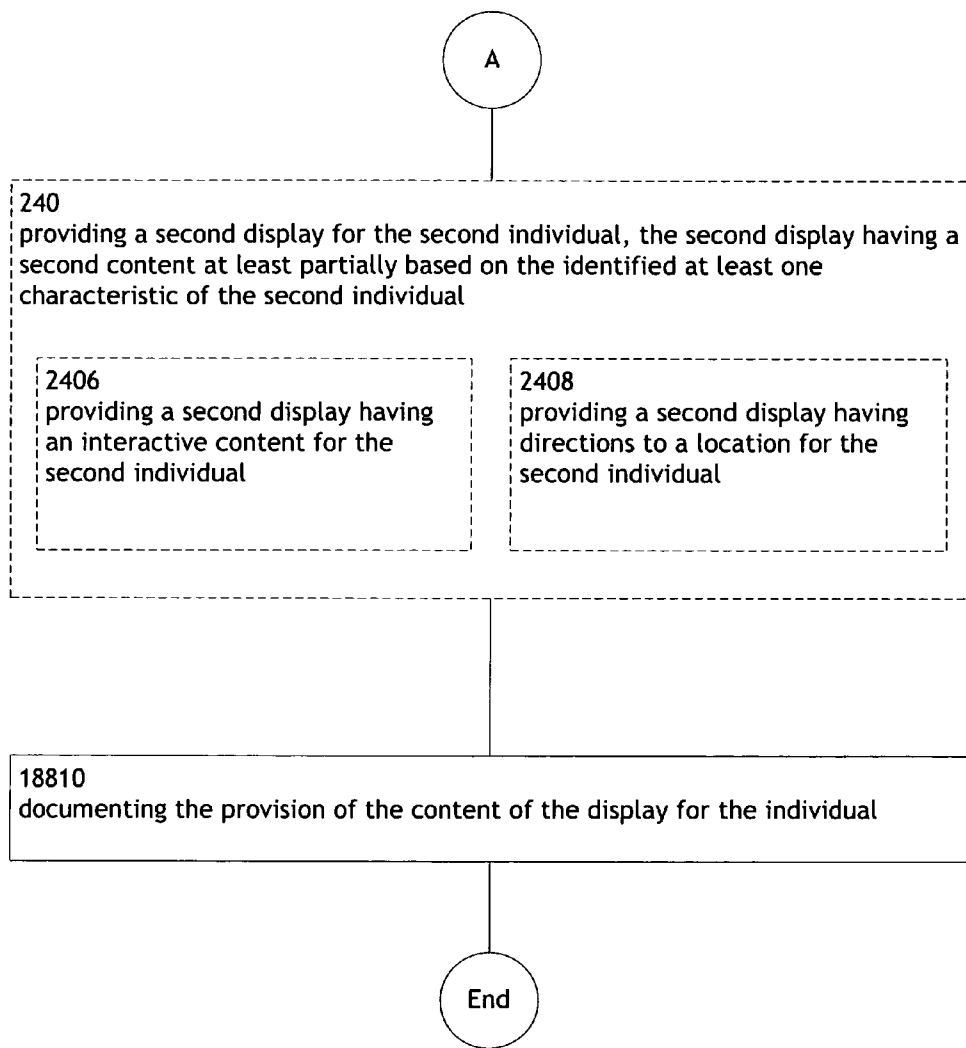 A
240
providing a second display for the second individual, the second display having a
second content at least partially based on the identified at least one
characteristic of the second individual
2406
providing a second display having
an interactive content for the
second individual
2408
providing a second display having
directions to a location for the
second individual
18810
documenting the provision of the content of the display for the individual
End